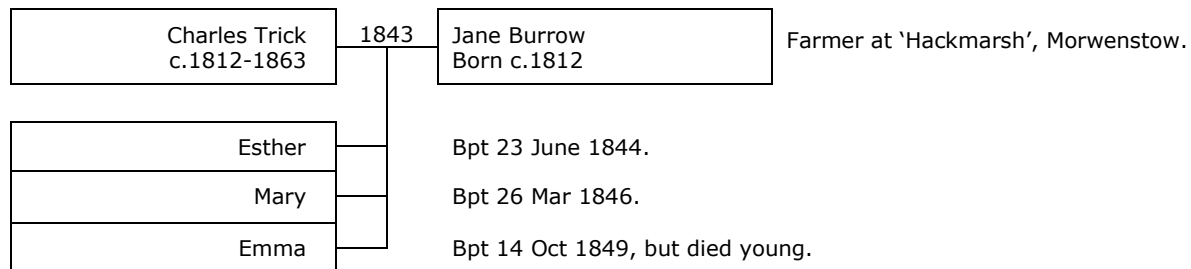 Charles Trick
c.1812-1863
1843
Jane Burrow
Born c.1812
Farmer at ‘Hackmarsh’, Morwenstow.
Esther
Bpt 23 June 1844.
Mary
Bpt 26 Mar 1846.
Emma
Bpt 14 Oct 1849, but died young.